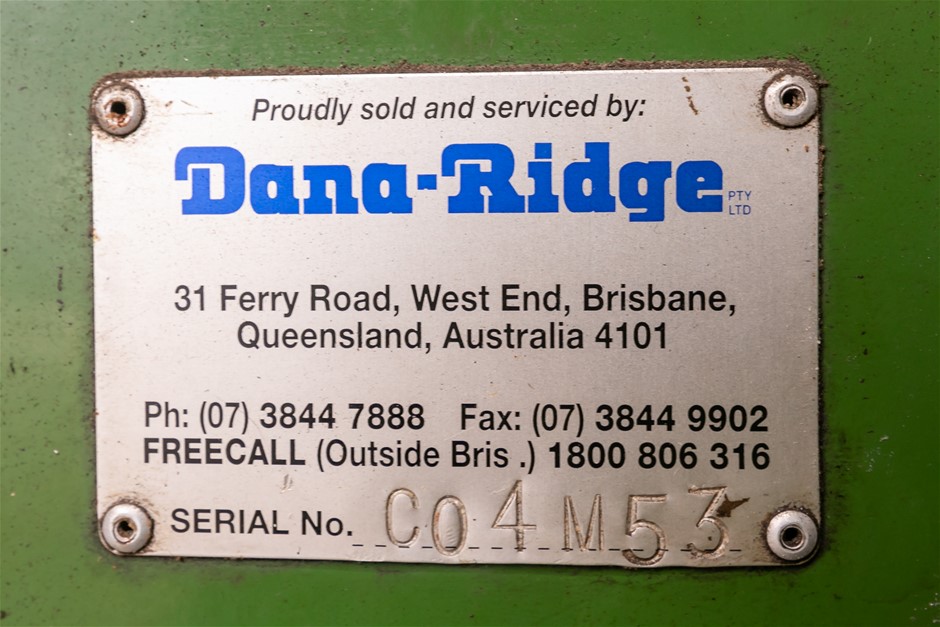 Proudly sold and serviced by:
Dana-Ridge PTY LTD
31 Ferry Road, West End, Brisbane,
Queensland, Australia 4101
Ph: (07) 3844 7888 Fax: (07) 3844 9902
FREECALL (Outside Bris .) 1800 806 316
SERIAL No. C04M53